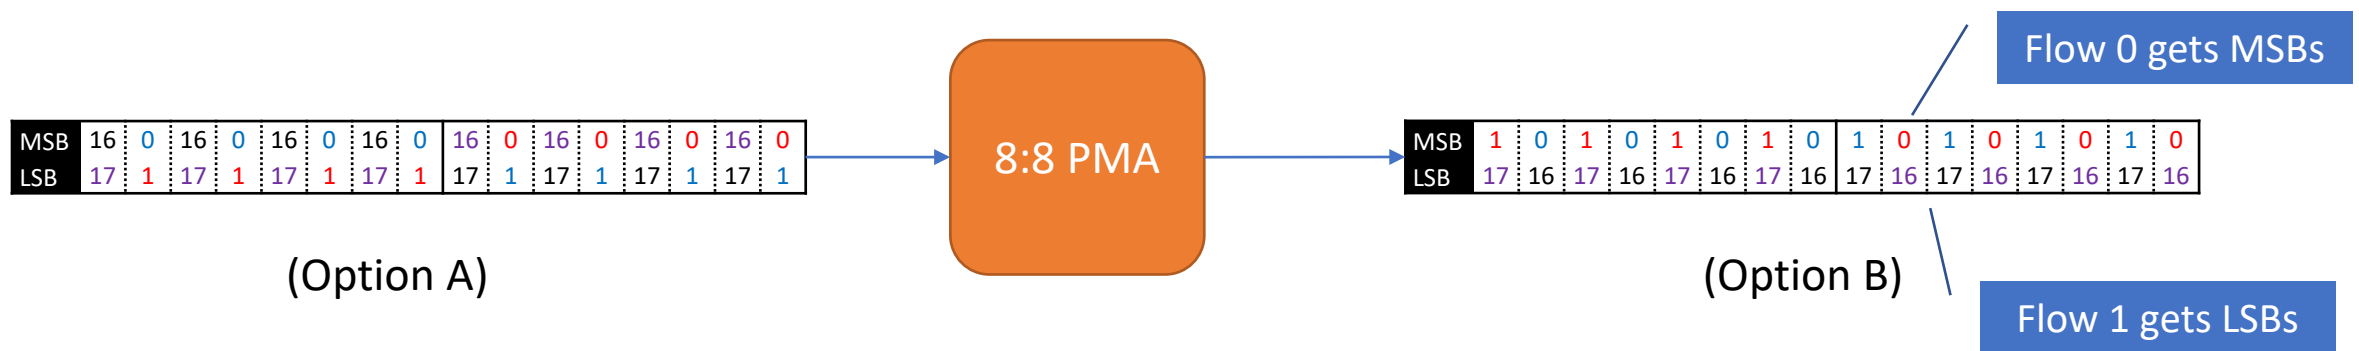 Flow 0 gets MSBs
MSB 16 0 16 0 16 0 16 0 16 0 16 0 16 0 16 0
LSB 17 1 17 1 17 1 17 1 17 1 17 1 17 1 17 1
8:8 PMA
MSB 1 0 1 0 1 0 1 0 1 0 1 0 1 0 1 0
LSB 17 16 17 16 17 16 17 16 17 16 17 16 17 16 17 16
(Option A)
(Option B)
Flow 1 gets LSBs